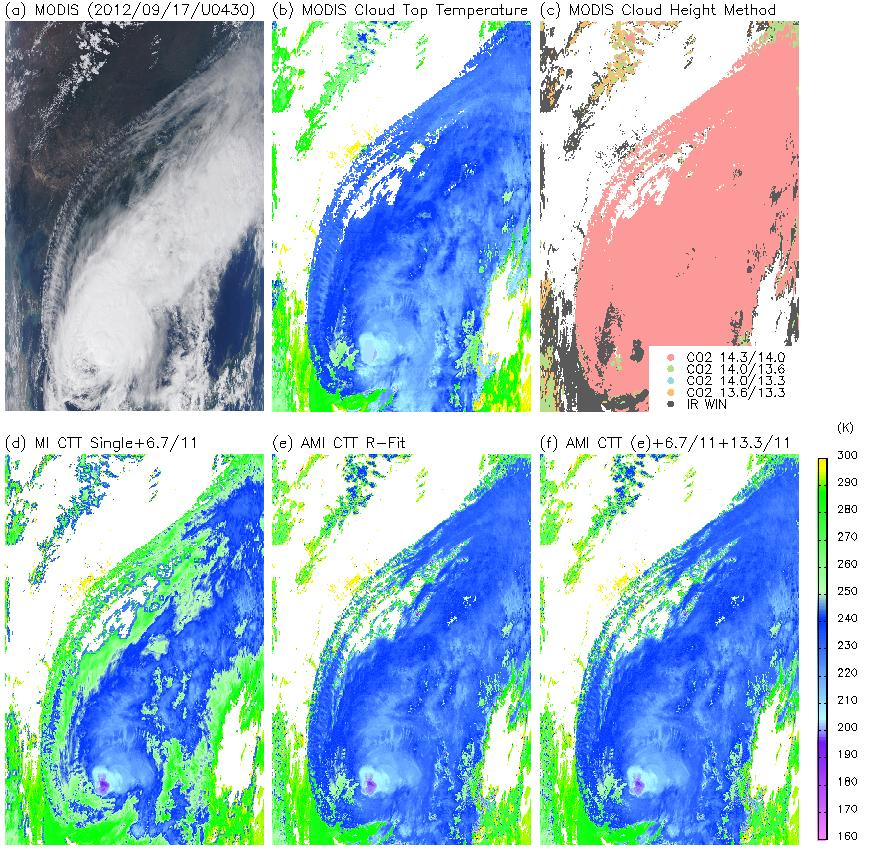 (a) MODIS (2012/09/17/U0430)
(b) MODIS Cloud Top Temperature
(c) MODIS Cloud Height Method
CO2 14.3/14.0
CO2 14.0/13.6
CO2 14.0/13.3
CO2 13.6/13.3
IR WIN
(d) MI CTT Single+6.7/11
(e) AMI CTT R-Fit
(f) AMI CTT (e)+6.7/11+13.3/11
(K)
300
290
280
270
260
250
240
230
220
210
200
190
180
170
160